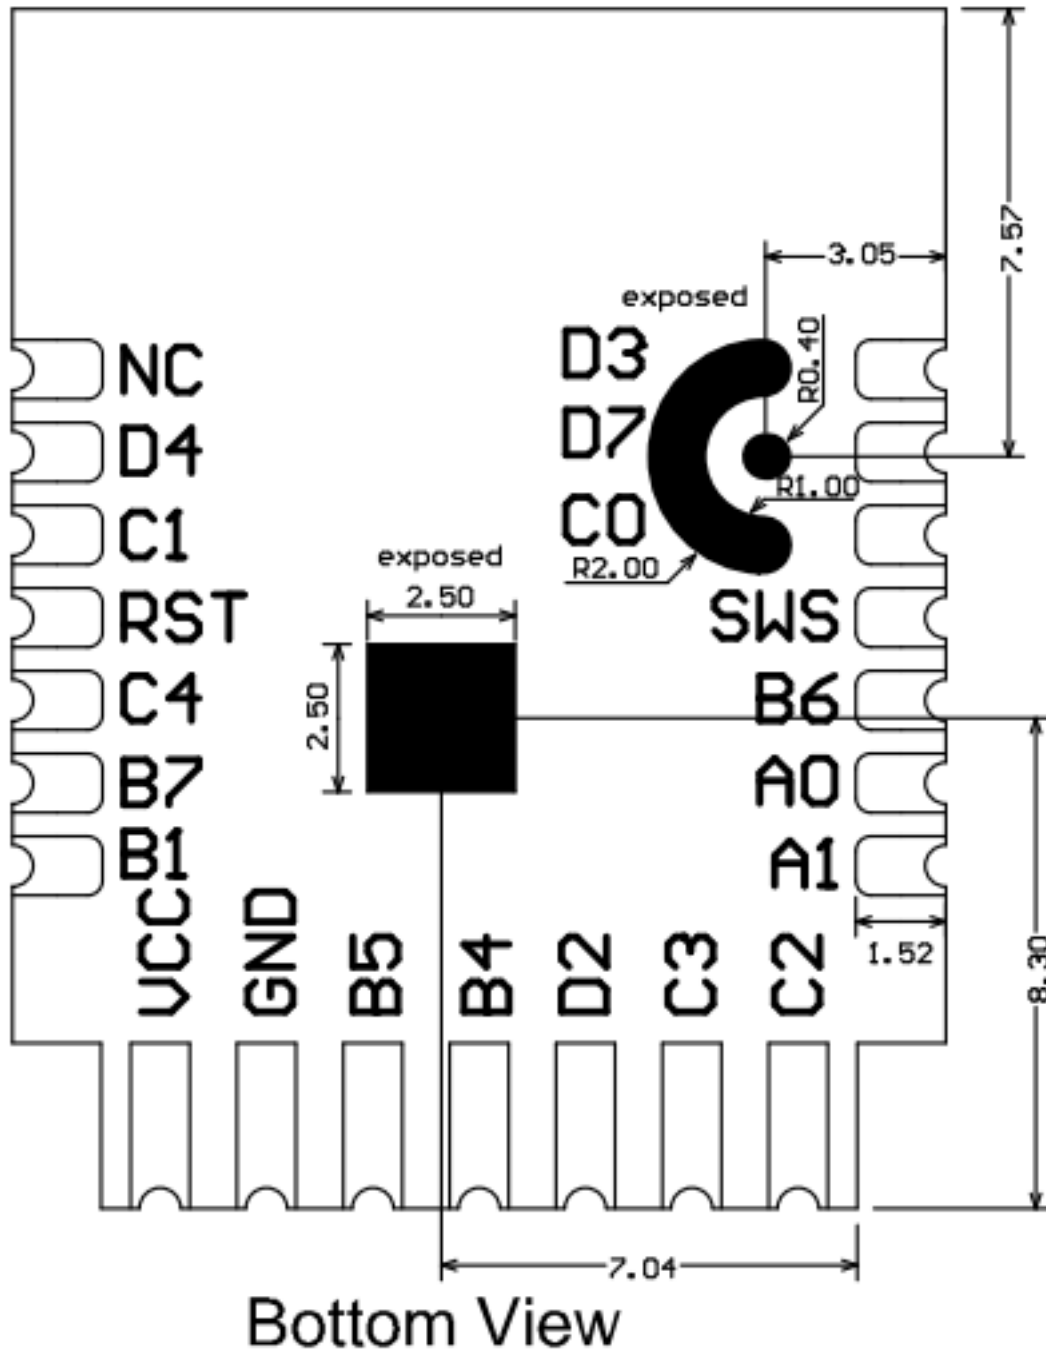 7.57
3.05
exposed
R0.40
D3
NC
D7
D4
R1.00
C0
C1
exposed
R2.00
2.50
RST
SWS
2.50
C4
B6
B7
A0
B1
A1
VCC
GND
B5
B4
D2
C3
C2
1.52
8.30
7.04
Bottom View